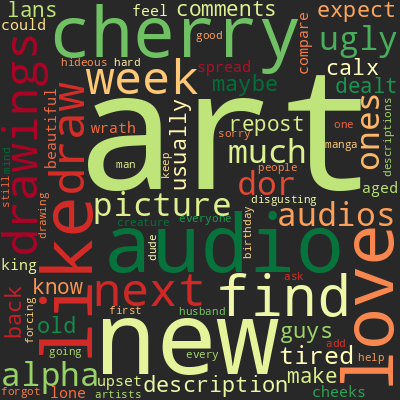 lans
could
feel
comments
good
expect
cherry
ugly
hideous
hard
spread
compare
week
maybe
calx
dealt
drawings
beautiful
draw
wrath
usually
repost
one
ones
descriptions
art
man
keep
sorry
much
people
manga
still
mind
like
drawing
picture
dor
disgusting
aged
creature
everyone
birthday
audios
audio
dude
king
know
love
back
forcing
next
find
ask
old
first
husband
guys
add
going
new
every
tired
help
alpha
upset
description
make
cheeks
forgot
lone
artists